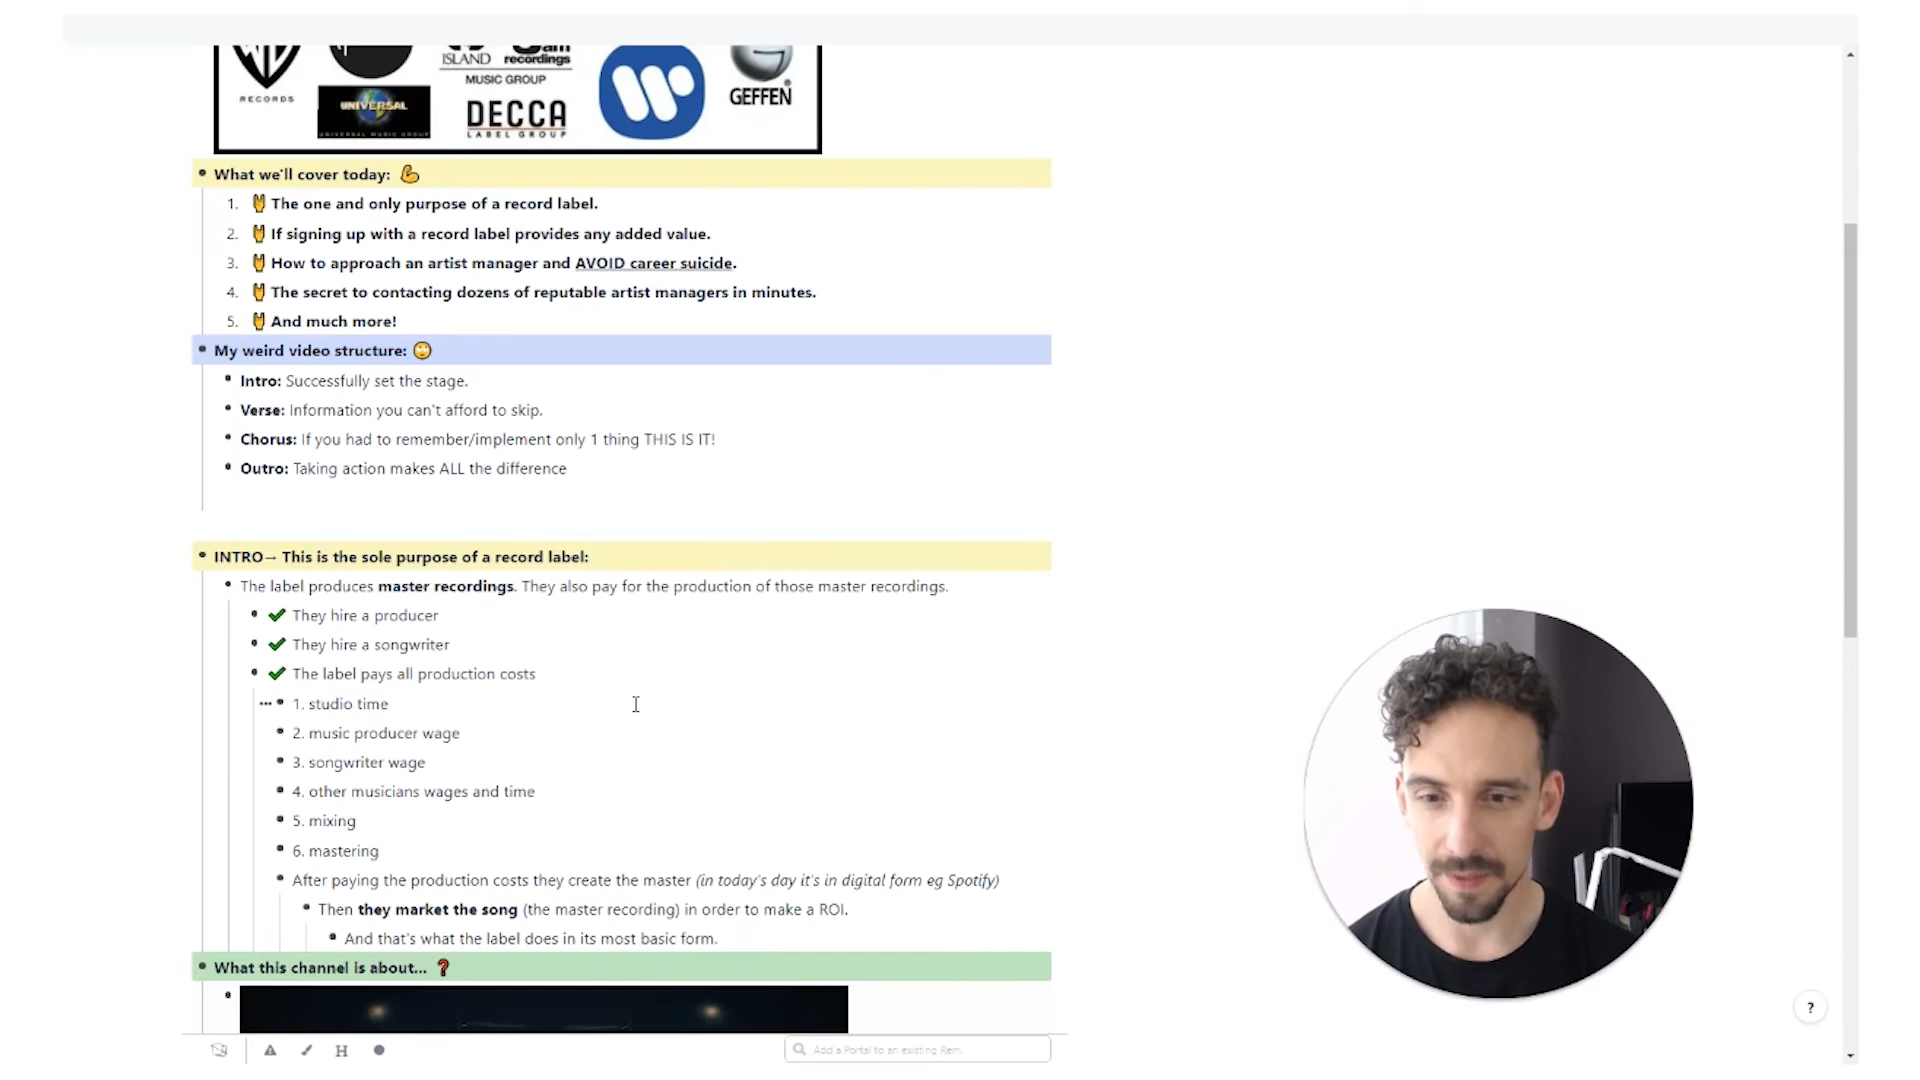 RECORDS
UNIVERSAL
UNIVERSAL MUSIC GROUP
ISLAND
recordings
MUSIC GROUP
DECCA
LABEL GROUP
GEFFEN
What we'll cover today: 💪
1. 🤘 The one and only purpose of a record label.
2. 🤘 If signing up with a record label provides any added value.
3. 🤘 How to approach an artist manager and AVOID career suicide.
4. 🤘 The secret to contacting dozens of reputable artist managers in minutes.
5. 🤘 And much more!
My weird video structure: 🙄
Intro: Successfully set the stage.
Verse: Information you can't afford to skip.
Chorus: If you had to remember/implement only 1 thing THIS IS IT!
Outro: Taking action makes ALL the difference
INTRO→ This is the sole purpose of a record label:
The label produces master recordings. They also pay for the production of those master recordings.
✔ They hire a producer
✔ They hire a songwriter
✔ The label pays all production costs
1. studio time
2. music producer wage
3. songwriter wage
4. other musicians wages and time
5. mixing
6. mastering
After paying the production costs they create the master (in today's day it's in digital form eg Spotify)
Then they market the song (the master recording) in order to make a ROI.
And that's what the label does in its most basic form.
What this channel is about... ❓
H
Add a Portal to an existing Rem.
?